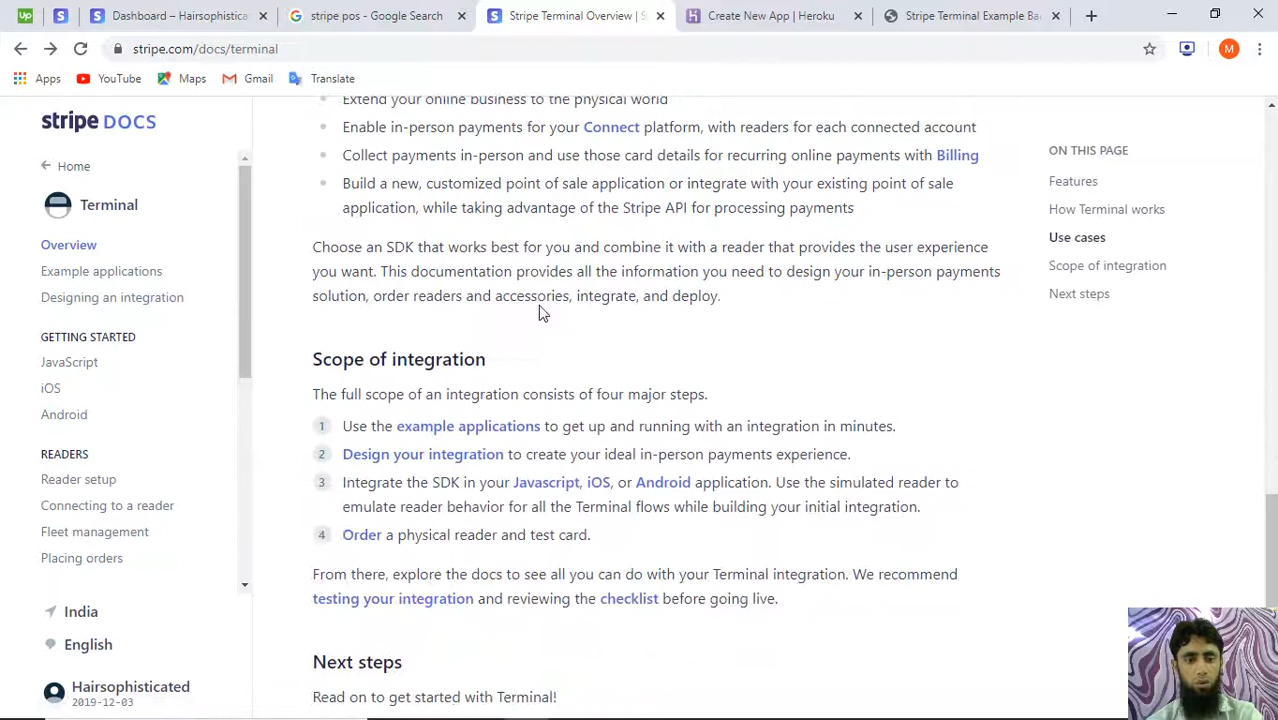 Up
Dashboard – Hairsophistica
stripe pos - Google Search
Stripe Terminal Overview | S
Create New App | Heroku
Stripe Terminal Example Ba
stripe.com/docs/terminal
M
Apps
YouTube
Maps
Gmail
Translate
stripe DOCS
Home
Terminal
Overview
Example applications
Designing an integration
GETTING STARTED
JavaScript
iOS
Android
READERS
Reader setup
Connecting to a reader
Fleet management
Placing orders
India
English
Hairsophisticated
2019-12-03
Extend your online business to the physical world
Enable in-person payments for your Connect platform, with readers for each connected account
Collect payments in-person and use those card details for recurring online payments with Billing
Build a new, customized point of sale application or integrate with your existing point of sale
application, while taking advantage of the Stripe API for processing payments
Choose an SDK that works best for you and combine it with a reader that provides the user experience
you want. This documentation provides all the information you need to design your in-person payments
solution, order readers and accessories, integrate, and deploy.
Scope of integration
The full scope of an integration consists of four major steps.
1 Use the example applications to get up and running with an integration in minutes.
2 Design your integration to create your ideal in-person payments experience.
3 Integrate the SDK in your Javascript, iOS, or Android application. Use the simulated reader to
emulate reader behavior for all the Terminal flows while building your initial integration.
4 Order a physical reader and test card.
From there, explore the docs to see all you can do with your Terminal integration. We recommend
testing your integration and reviewing the checklist before going live.
Next steps
Read on to get started with Terminal!
ON THIS PAGE
Features
How Terminal works
Use cases
Scope of integration
Next steps